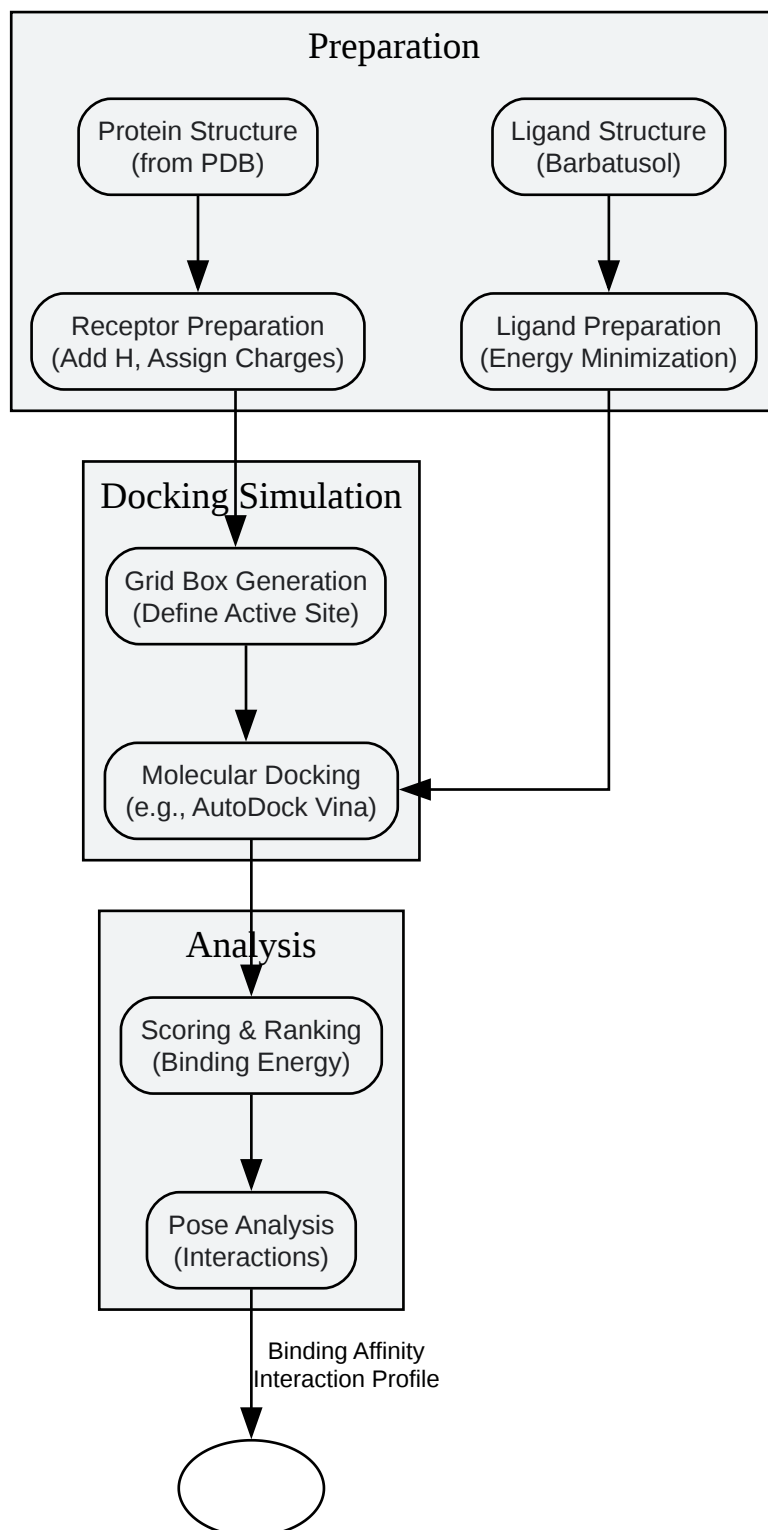 Preparation
Protein Structure
(from PDB)
Ligand Structure
(Barbatusol)
Receptor Preparation
(Add H, Assign Charges)
Ligand Preparation
(Energy Minimization)
Docking Simulation
Grid Box Generation
(Define Active Site)
Molecular Docking
(e.g., AutoDock Vina)
Analysis
Scoring & Ranking
(Binding Energy)
Pose Analysis
(Interactions)
Binding Affinity
Interaction Profile